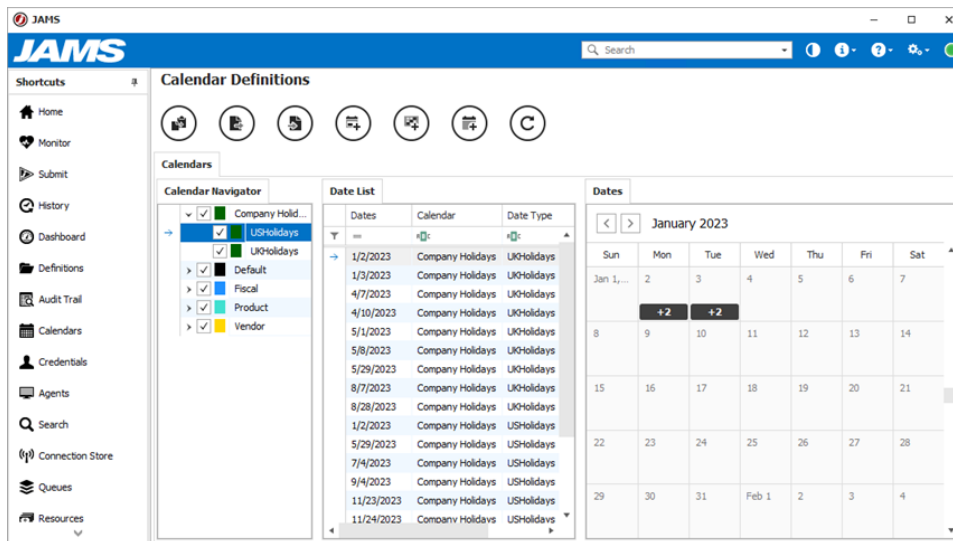 JAMS
JAMS
Search
Shortcuts
Home
Monitor
Submit
History
Dashboard
Definitions
Audit Trail
Calendars
Credentials
Agents
Search
Connection Store
Queues
Resources
Calendar Definitions
Calendars
Calendar Navigator
Company Holid...
USHolidays
UKHolidays
Default
Fiscal
Product
Vendor
Date List
Dates Calendar Date Type
1/2/2023 Company Holidays UKHolidays
1/3/2023 Company Holidays UKHolidays
4/7/2023 Company Holidays UKHolidays
4/10/2023 Company Holidays UKHolidays
5/1/2023 Company Holidays UKHolidays
5/8/2023 Company Holidays UKHolidays
5/29/2023 Company Holidays UKHolidays
8/7/2023 Company Holidays UKHolidays
8/28/2023 Company Holidays UKHolidays
1/2/2023 Company Holidays USHolidays
5/29/2023 Company Holidays USHolidays
7/4/2023 Company Holidays USHolidays
9/4/2023 Company Holidays USHolidays
11/23/2023 Company Holidays USHolidays
11/24/2023 Company Holidays USHolidays
Dates
January 2023
Sun Mon Tue Wed Thu Fri Sat
Jan 1,... 2 3 4 5 6 7
+2 +2
8 9 10 11 12 13 14
15 16 17 18 19 20 21
22 23 24 25 26 27 28
29 30 31 Feb 1 2 3 4